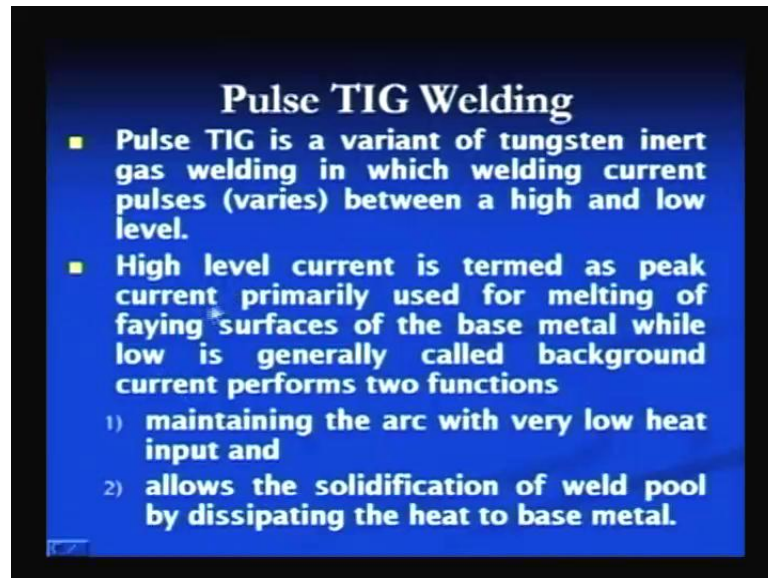 Pulse TIG Welding
Pulse TIG is a variant of tungsten inert
gas welding in which welding current
pulses (varies) between a high and low
level.
High level current is termed as peak
current primarily used for melting of
faying surfaces of the base metal while
low is generally called background
current performs two functions
1) maintaining the arc with very low heat
input and
2) allows the solidification of weld pool
by dissipating the heat to base metal.